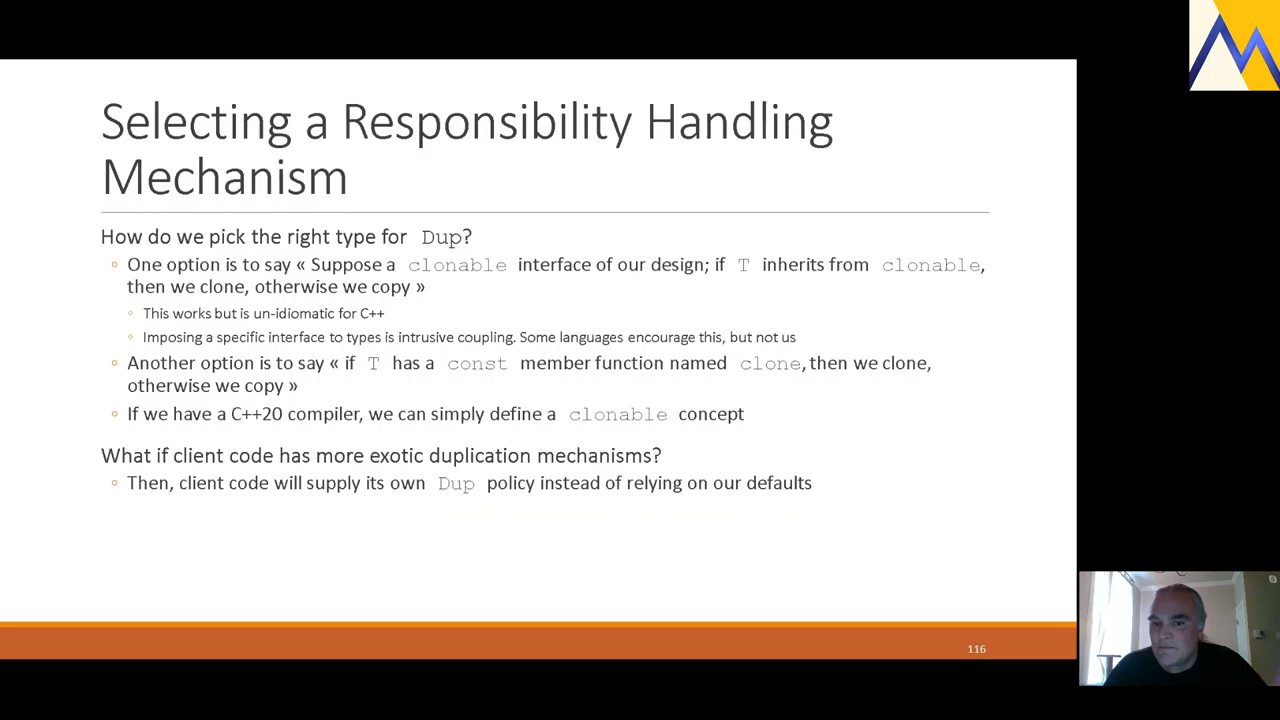 Selecting a Responsibility Handling
Mechanism
How do we pick the right type for Dup?
◦ One option is to say « Suppose a clonable interface of our design; if T inherits from clonable,
then we clone, otherwise we copy »
◦ This works but is un-idiomatic for C++
◦ Imposing a specific interface to types is intrusive coupling. Some languages encourage this, but not us
◦ Another option is to say « if T has a const member function named clone, then we clone,
otherwise we copy »
◦ If we have a C++20 compiler, we can simply define a clonable concept
What if client code has more exotic duplication mechanisms?
◦ Then, client code will supply its own Dup policy instead of relying on our defaults
116